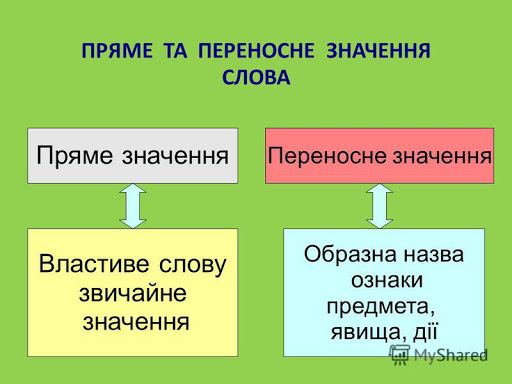 ПРЯМЕ ТА ПЕРЕНОСНЕ ЗНАЧЕННЯ
СЛОВА
Пряме значення
Переносне значення
Властиве слову
звичайне
значення
Образна назва
ознаки
предмета,
явища, дії
MyShared